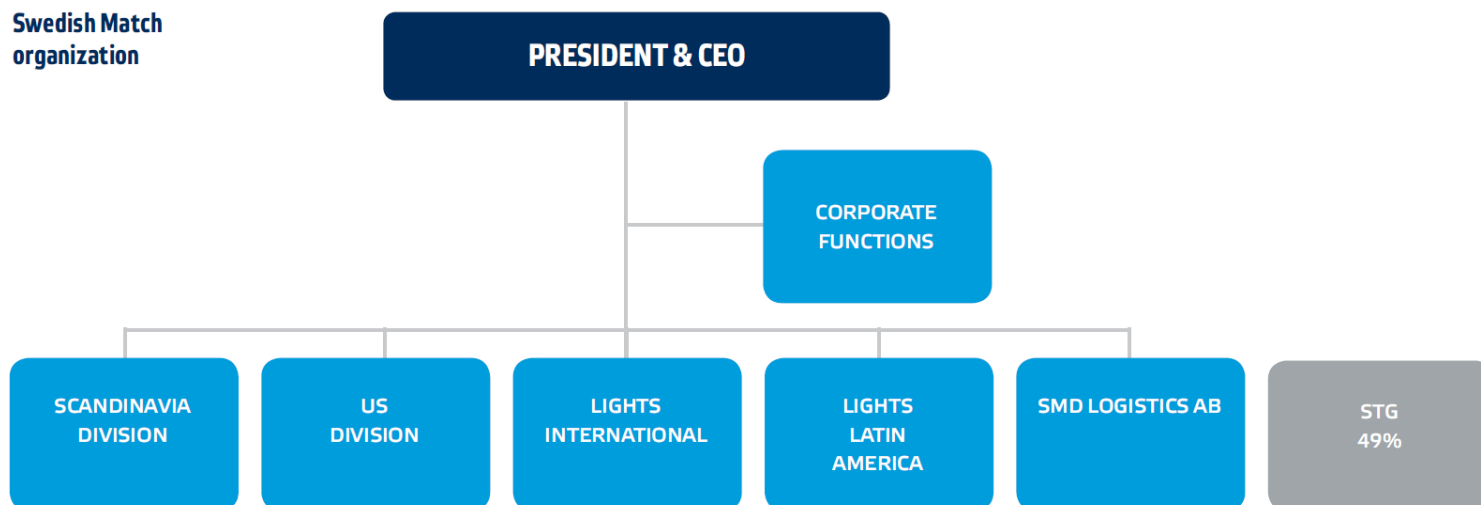 Swedish Match
organization
PRESIDENT & CEO
CORPORATE
FUNCTIONS
SCANDINAVIA
DIVISION
US
DIVISION
LIGHTS
INTERNATIONAL
LIGHTS
LATIN
AMERICA
SMD LOGISTICS AB
STG
49%